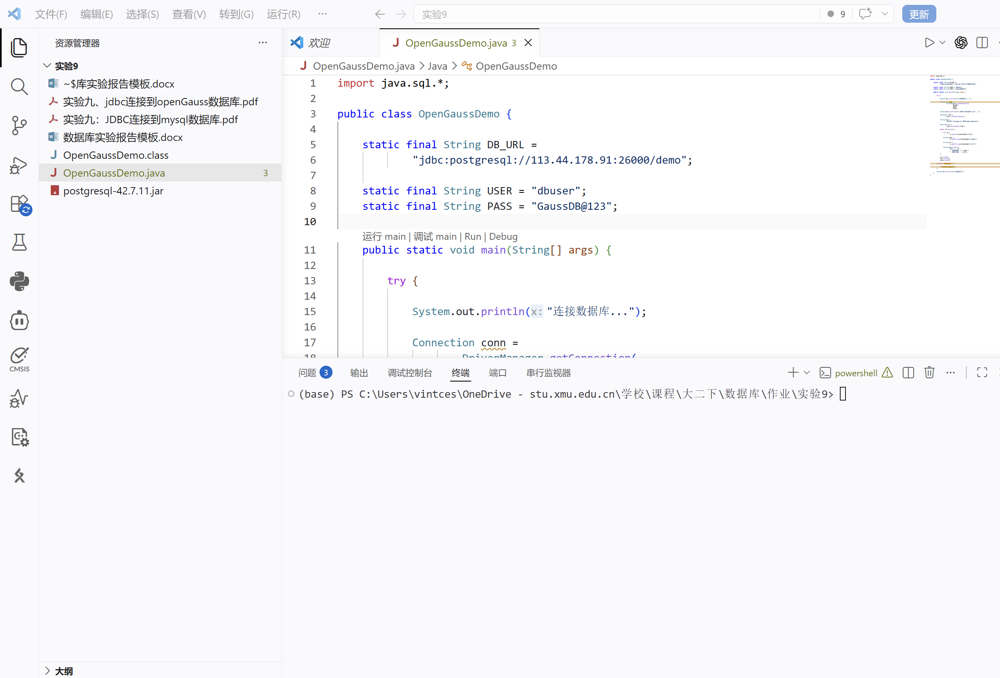 文件(F) 编辑(E) 选择(S) 查看(V) 转到(G) 运行(R) ··· 实验9 9 更新
资源管理器 ···
实验9
~$库实验报告模板.docx
实验九、jdbc连接到openGauss数据库.pdf
实验九：JDBC连接到mysql数据库.pdf
数据库实验报告模板.docx
OpenGaussDemo.class
OpenGaussDemo.java 3
postgresql-42.7.11.jar
CMSIS
大纲
欢迎 OpenGaussDemo.java 3
OpenGaussDemo.java > Java > OpenGaussDemo
1 import java.sql.*;
2
3 public class OpenGaussDemo {
4
5 static final String DB_URL =
6 "jdbc:postgresql://113.44.178.91:26000/demo";
7
8 static final String USER = "dbuser";
9 static final String PASS = "GaussDB@123";
10
运行 main | 调试 main | Run | Debug
11 public static void main(String[] args) {
12
13 try {
14
15 System.out.println(x: "连接数据库...");
16
17 Connection conn =
18 DriverManager.getConnection(
问题 3 输出 调试控制台 终端 端口 串行监视器 powershell ···
(base) PS C:\Users\vintces\OneDrive - stu.xmu.edu.cn\学校\课程\大二下\数据库\作业\实验9>